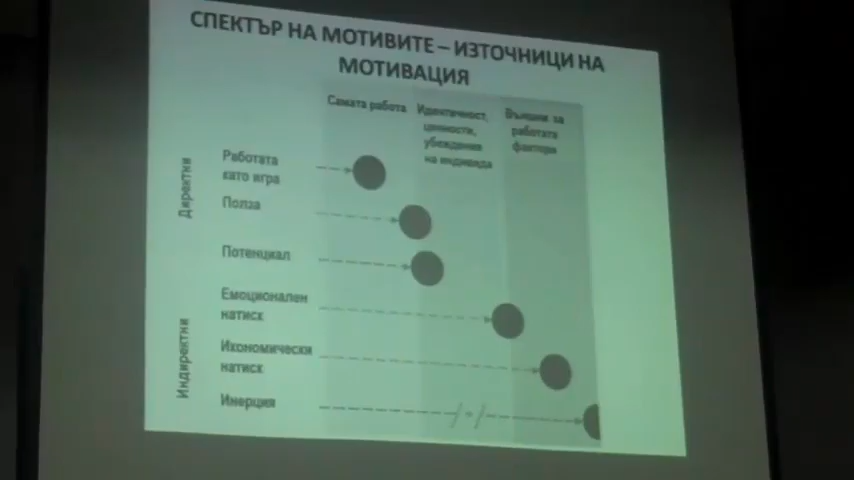 СПЕКТЪР НА МОТИВИТЕ – ИЗТОЧНИЦИ НА
МОТИВАЦИЯ
Самата работа
Идентичност,
ценности,
убеждения
на индивида
Външни за
работата
фактори
Директни
Работата
като игра
Полза
Потенциал
Индиректни
Емоционален
натиск
Икономически
натиск
Инерция